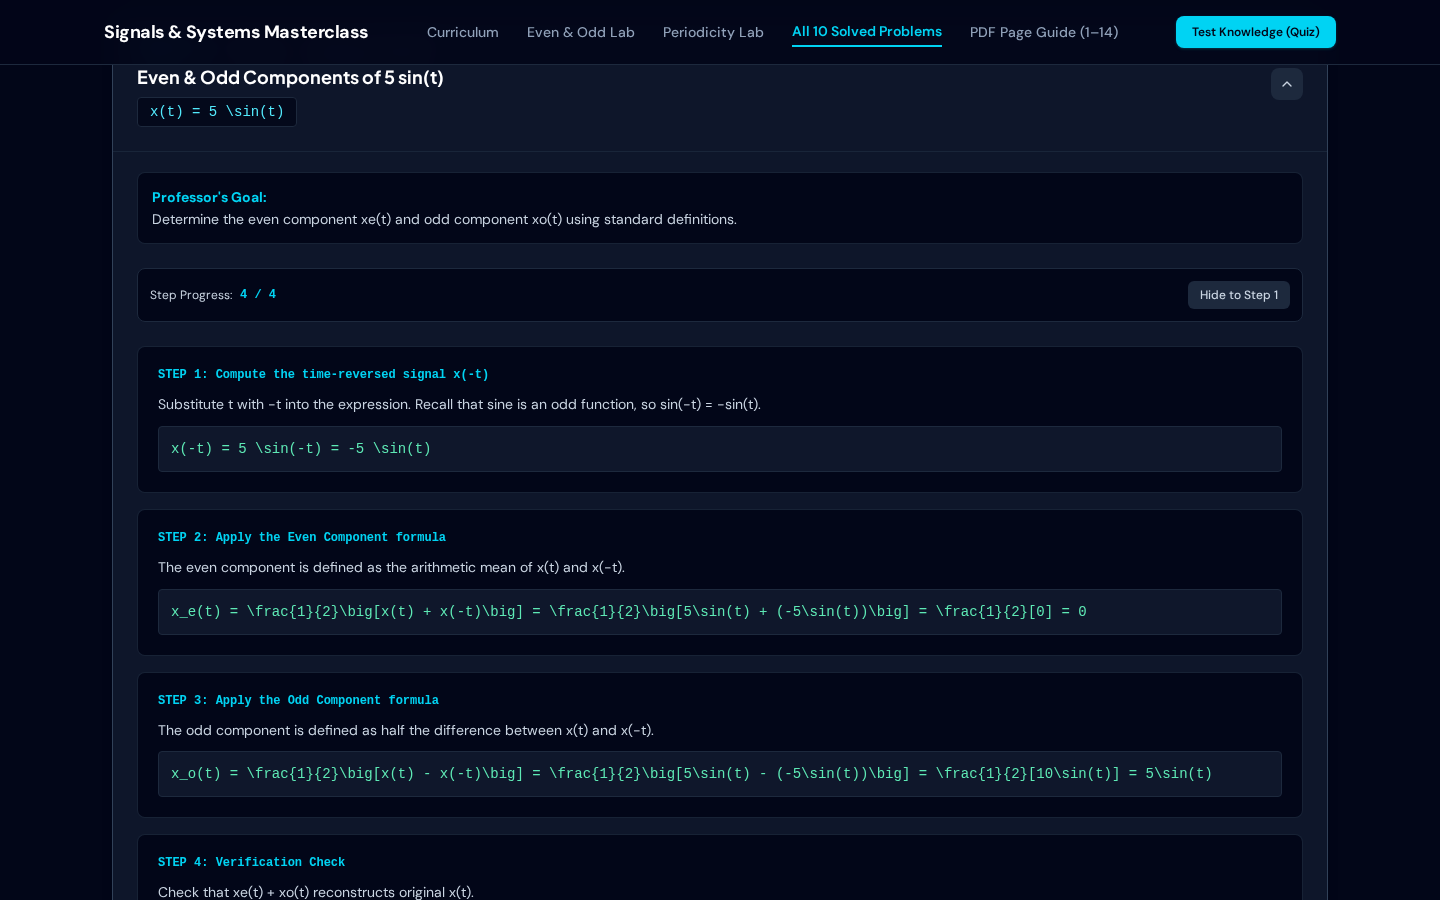 Signals & Systems Masterclass
Curriculum
Even & Odd Lab
Periodicity Lab
All 10 Solved Problems
PDF Page Guide (1–14)
Test Knowledge (Quiz)
Even & Odd Components of 5 sin(t)
x(t) = 5 \sin(t)
Professor's Goal:
Determine the even component xe(t) and odd component xo(t) using standard definitions.
Step Progress: 4 / 4
Hide to Step 1
STEP 1: Compute the time-reversed signal x(-t)
Substitute t with -t into the expression. Recall that sine is an odd function, so sin(-t) = -sin(t).
x(-t) = 5 \sin(-t) = -5 \sin(t)
STEP 2: Apply the Even Component formula
The even component is defined as the arithmetic mean of x(t) and x(-t).
x_e(t) = \frac{1}{2}\big[x(t) + x(-t)\big] = \frac{1}{2}\big[5\sin(t) + (-5\sin(t))\big] = \frac{1}{2}[0] = 0
STEP 3: Apply the Odd Component formula
The odd component is defined as half the difference between x(t) and x(-t).
x_o(t) = \frac{1}{2}\big[x(t) - x(-t)\big] = \frac{1}{2}\big[5\sin(t) - (-5\sin(t))\big] = \frac{1}{2}[10\sin(t)] = 5\sin(t)
STEP 4: Verification Check
Check that xe(t) + xo(t) reconstructs original x(t).